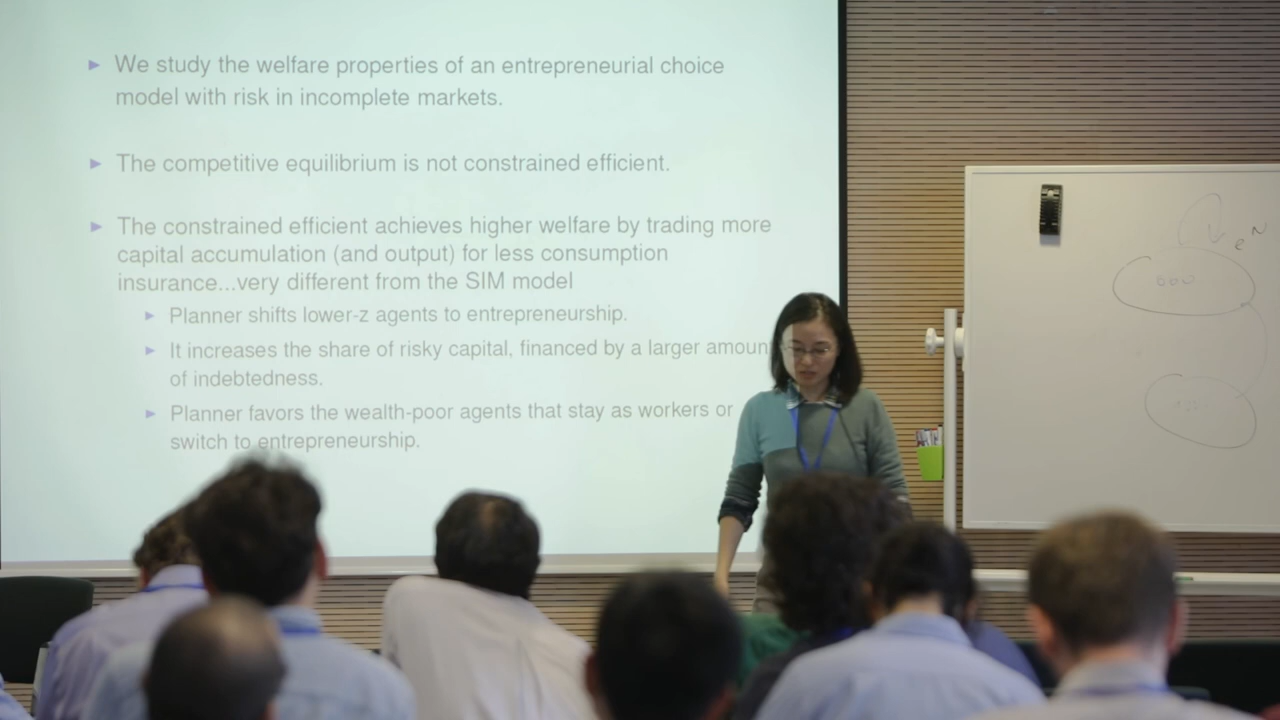 We study the welfare properties of an entrepreneurial choice
model with risk in incomplete markets.
The competitive equilibrium is not constrained efficient.
The constrained efficient achieves higher welfare by trading more
capital accumulation (and output) for less consumption
insurance...very different from the SIM model
Planner shifts lower-z agents to entrepreneurship.
It increases the share of risky capital, financed by a larger amount
of indebtedness.
Planner favors the wealth-poor agents that stay as workers or
switch to entrepreneurship.